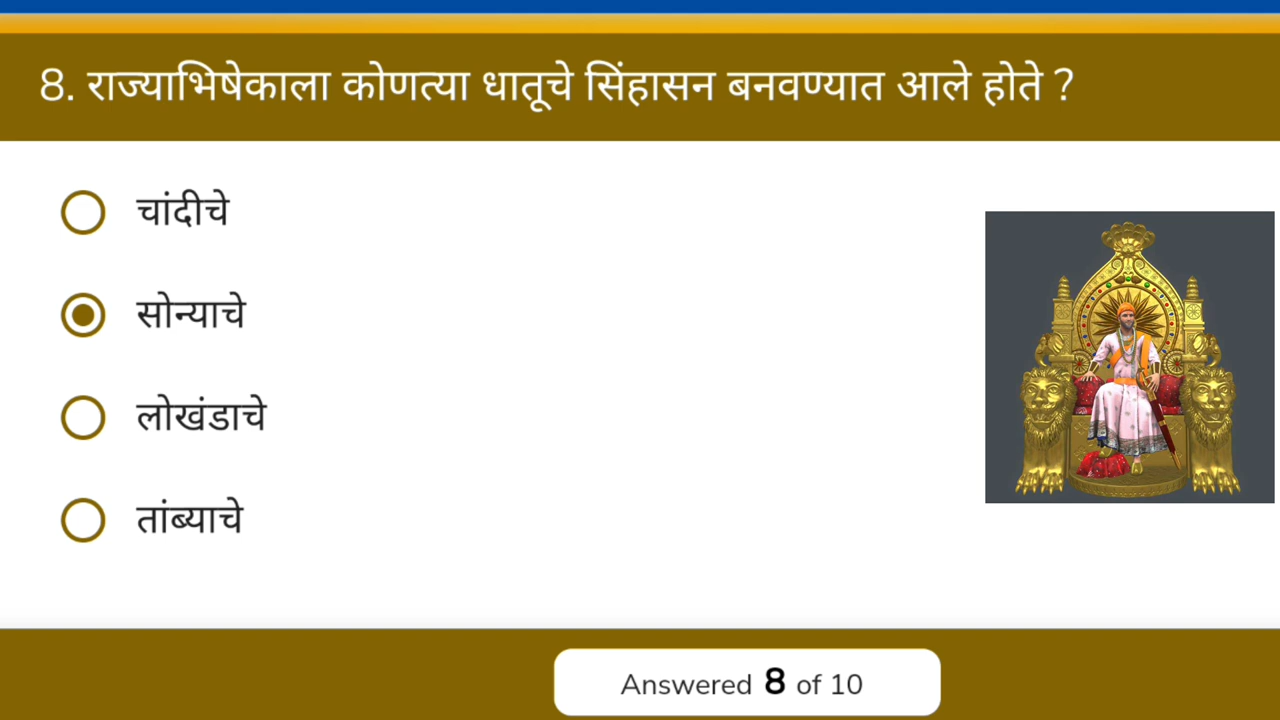 8. राज्याभिषेकाला कोणत्या धातूचे सिंहासन बनवण्यात आले होते ?
चांदीचे
सोन्याचे
लोखंडाचे
तांब्याचे
Answered 8 of 10